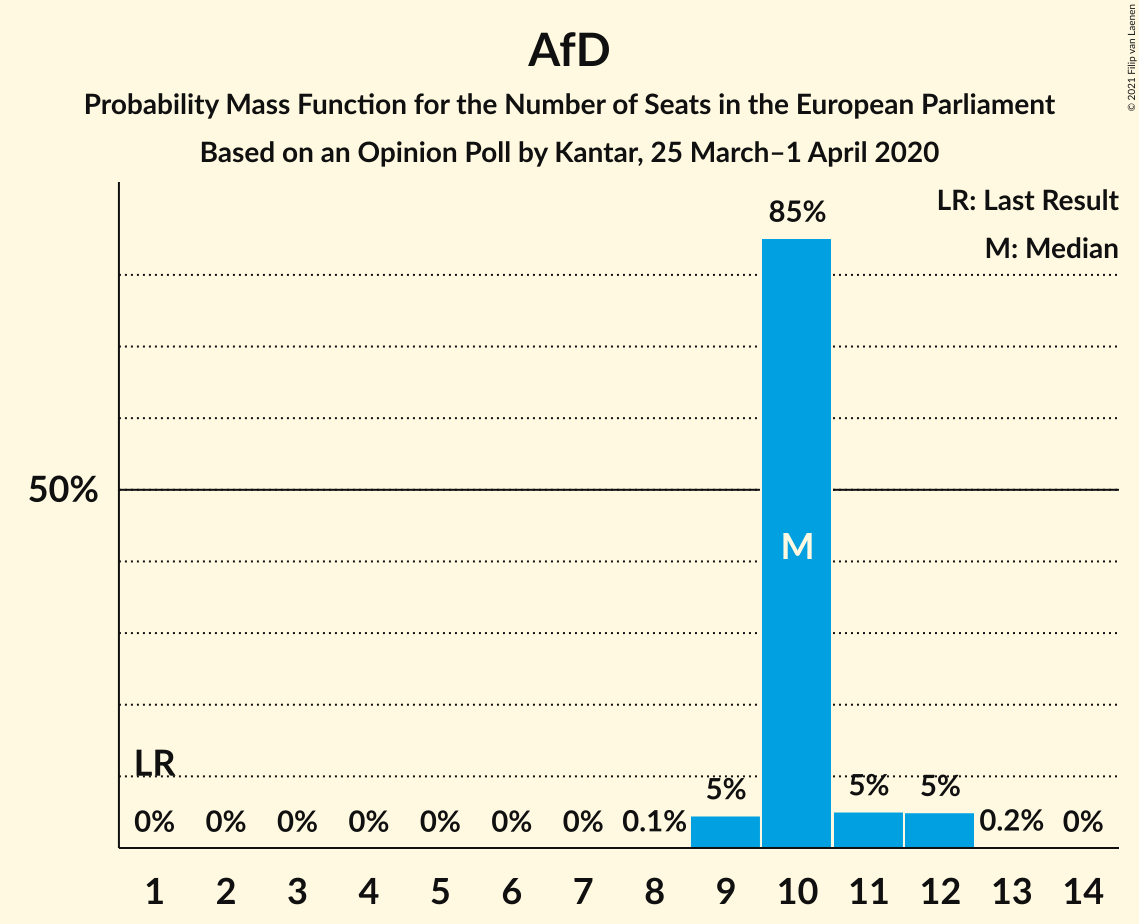 AfD
Probability Mass Function for the Number of Seats in the European Parliament
Based on an Opinion Poll by Kantar, 25 March–1 April 2020
© 2021 Filip van Laenen
LR: Last Result
M: Median
85%
50%
M
LR
0% 0% 0% 0% 0% 0% 0% 0.1% 5% 5% 5% 0.2% 0%
1 2 3 4 5 6 7 8 9 10 11 12 13 14